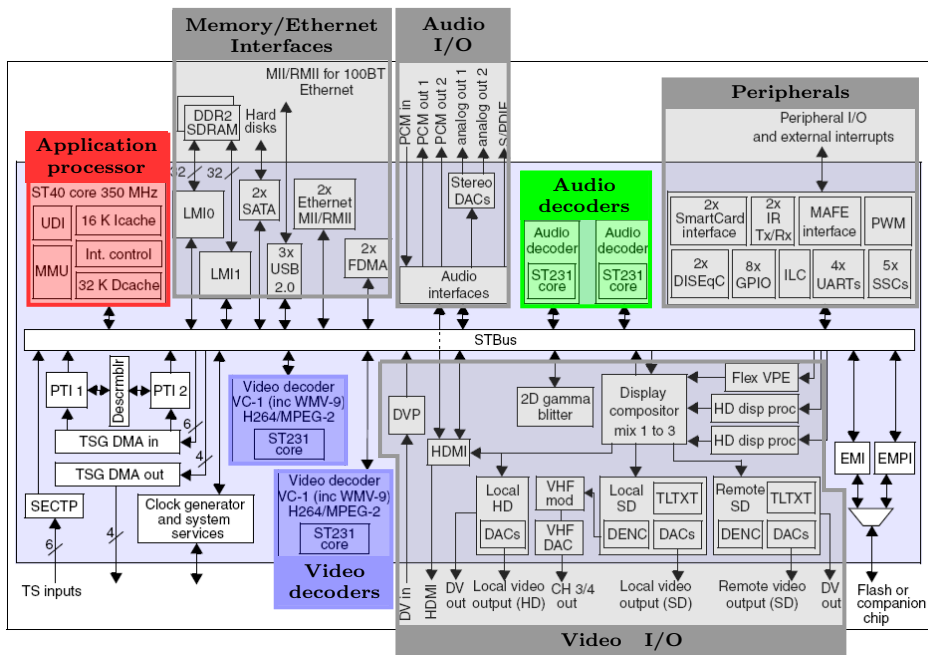 Memory/Ethernet
Interfaces
Audio
I/O
Peripherals
MII/RMII for 100BT
Ethernet
DDR2
SDRAM
Hard
disks
32
32
LMI0
LMI1
2x
SATA
3x
USB
2.0
2x
Ethernet
MII/RMII
2x
FDMA
PCM in
PCM out 1
PCM out 2
analog out 1
analog out 2
S/PDIF
Stereo
DACs
Audio
interfaces
Application
processor
ST40 core 350 MHz
UDI
16 K Icache
MMU
Int. control
32 K Dcache
Audio
decoders
Audio
decoder
ST231
core
Audio
decoder
ST231
core
Peripheral I/O
and external interrupts
2x
SmartCard
interface
2x
IR
Tx/Rx
MAFE
interface
PWM
2x
DISEqC
8x
GPIO
ILC
4x
UARTs
5x
SSCs
STBus
PTI 1
Descrmblr
PTI 2
TSG DMA in
6
TSG DMA out
4
SECTP
6
4
TS inputs
Clock generator
and system
services
Video decoder
VC-1 (inc WMV-9)
H264/MPEG-2
ST231
core
Video decoder
VC-1 (inc WMV-9)
H264/MPEG-2
ST231
core
Video
decoders
DVP
HDMI
2D gamma
blitter
Display
compositor
mix 1 to 3
Flex VPE
HD disp proc
HD disp proc
Local
HD
DACs
VHF
mod
VHF
DAC
Local
SD
TLTXT
DENC
DACs
Remote
SD
TLTXT
DENC
DACs
EMI
EMPI
DV in
HDMI
DV
out
Local video
output (HD)
CH 3/4
out
Local video
output (SD)
Remote video
output (SD)
DV
out
Flash or
companion
chip
Video I/O